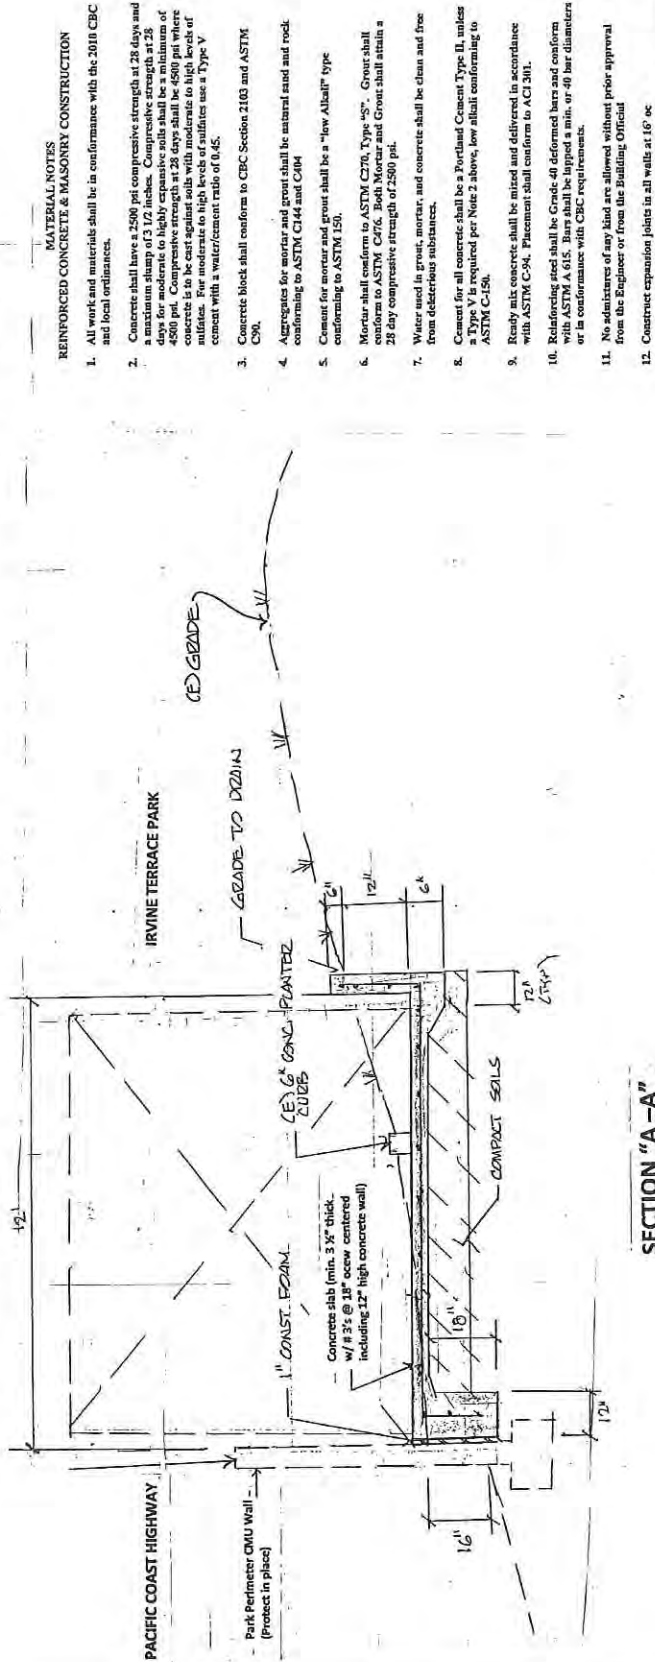 MATERIAL NOTES
REINFORCED CONCRETE & MASONRY CONSTRUCTION
1. All work and materials shall be in conformance with the 2010 CBC
and local ordinances.
2. Concrete shall have a 2500 psi compressive strength at 28 days and
a maximum slump of 3 1/2 inches. Compressive strength at 28
days for moderate to highly expansive soils shall be a minimum of
4500 psi. Compressive strength at 28 days shall be 4500 psi where
concrete is to be cast against soils with moderate to high levels of
sulfates. For moderate to high levels of sulfates use a Type V
cement with a water/cement ratio of 0.45.
3. Concrete block shall conform to CBC Section 2103 and ASTM
C90.
4. Aggregates for mortar and grout shall be natural sand and rock
conforming to ASTM C144 and C404
5. Cement for mortar and grout shall be a "low Alkali" type
conforming to ASTM 150.
6. Mortar shall conform to ASTM C270, Type "S". Grout shall
conform to ASTM C476. Both Mortar and Grout shall attain a
28 day compressive strength of 2500 psi.
7. Water used in grout, mortar, and concrete shall be clean and free
from deleterious substances.
8. Cement for all concrete shall be a Portland Cement Type II, unless
a Type V is required per Note 2 above, low alkali conforming to
ASTM C-150.
9. Ready mix concrete shall be mixed and delivered in accordance
with ASTM C-94. Placement shall conform to ACI 301.
10. Reinforcing steel shall be Grade 40 deformed bars and conform
with ASTM A 615. Bars shall be lapped a min. or 40 bar diameters
or in conformance with CBC requirements.
11. No admixtures of any kind are allowed without prior approval
from the Engineer or from the Building Official
12. Construct expansion joints in all walls at 16' oc
12'
PACIFIC COAST HIGHWAY
IRVINE TERRACE PARK
(E) GRADE
GRADE TO DRAIN
Park Perimeter CMU Wall
(Protect in place)
1" CONST. FOAM
(E) 6" CONC. PLANTER
CURB
Concrete slab (min. 3 ½" thick
w/ #3's @ 18" ocew centered
including 12" high concrete wall)
6"
12"
6"
12"
(TYP)
16"
18"
COMPACT SOILS
12"
SECTION "A –A"